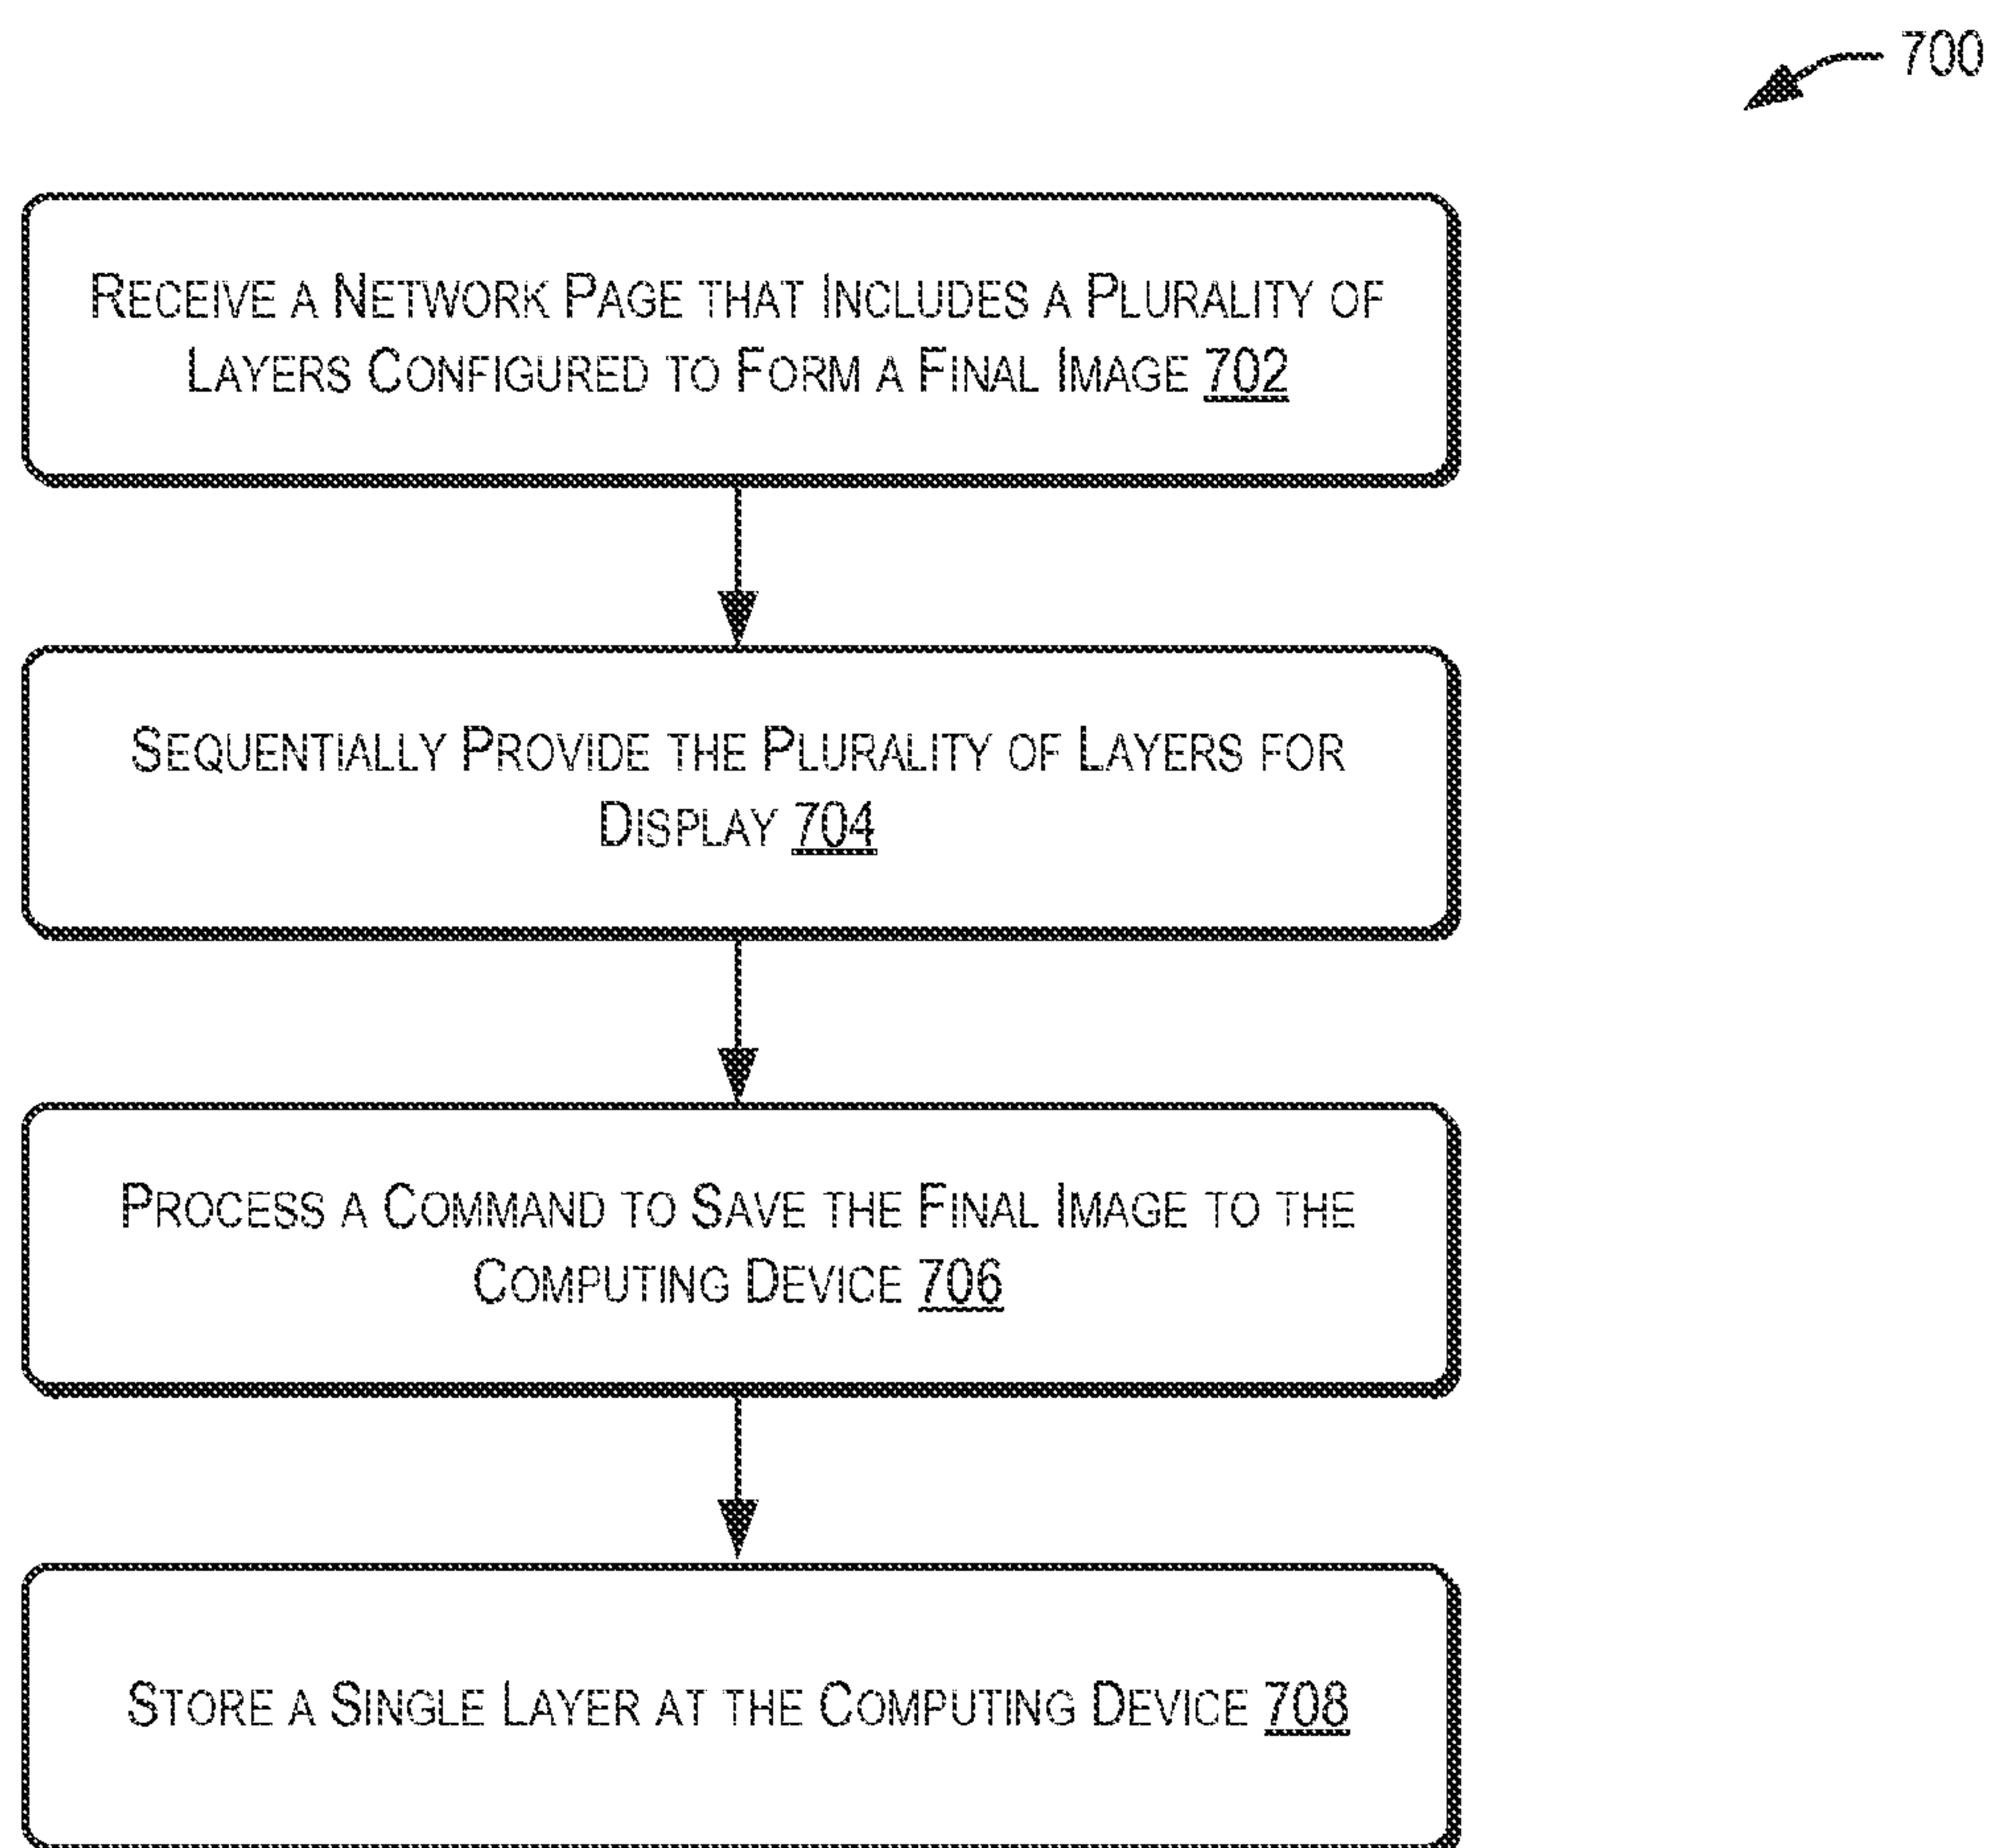 700
RECEIVE A NETWORK PAGE THAT INCLUDES A PLURALITY OF
LAYERS CONFIGURED TO FORM A FINAL IMAGE 702
SEQUENTIALLY PROVIDE THE PLURALITY OF LAYERS FOR
DISPLAY 704
PROCESS A COMMAND TO SAVE THE FINAL IMAGE TO THE
COMPUTING DEVICE 706
STORE A SINGLE LAYER AT THE COMPUTING DEVICE 708